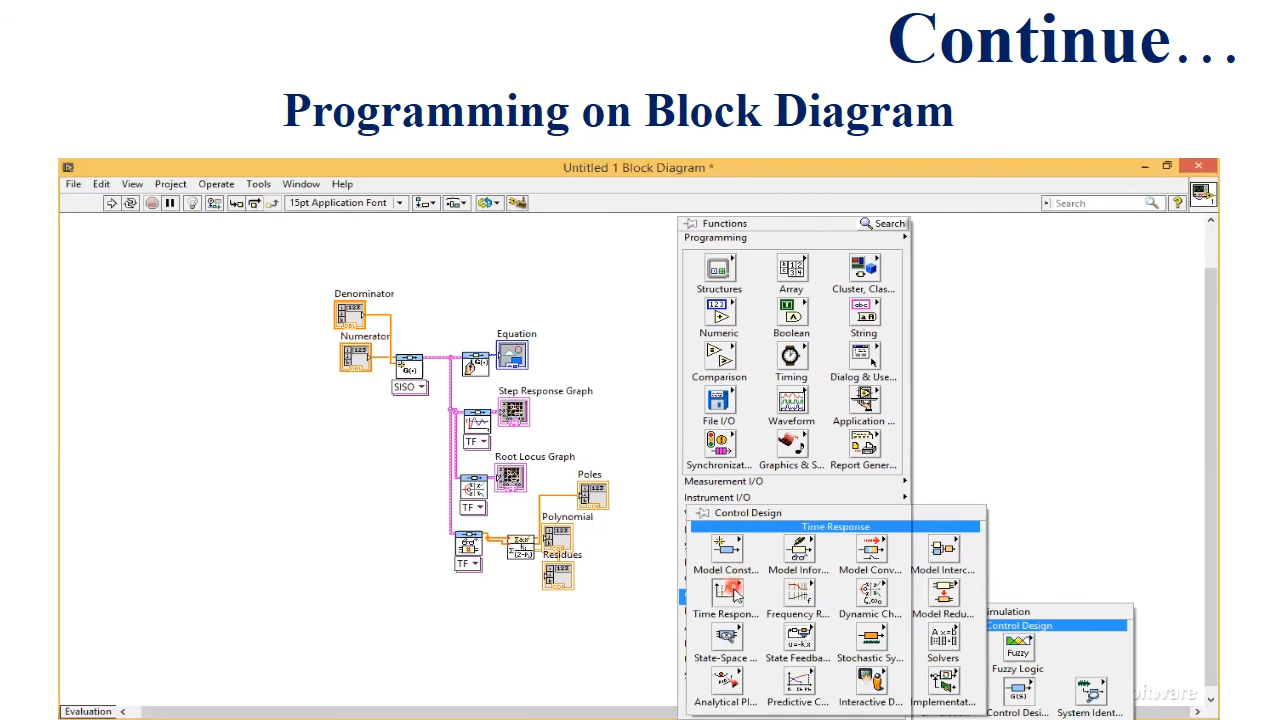 Continue…
Programming on Block Diagram
Untitled 1 Block Diagram *
File Edit View Project Operate Tools Window Help
15pt Application Font
Search
Denominator
Numerator
SISO
Equation
Step Response Graph
TF
Root Locus Graph
TF
Poles
Polynomial
Residues
TF
Functions Search
Programming
Structures Array Cluster, Clas...
Numeric Boolean String
Comparison Timing Dialog & Use...
File I/O Waveform Application ...
Synchronizat... Graphics & S... Report Gener...
Measurement I/O
Instrument I/O
Control Design
Time Response
Model Const... Model Infor... Model Conv... Model Interc...
Time Respon... Frequency R... Dynamic Ch... Model Redu...
State-Space ... State Feedba... Stochastic Sy... Solvers
Analytical Pl... Predictive C... Interactive D... Implementat...
imulation
Control Design
Fuzzy
Fuzzy Logic
G(S)
Control Desi... System Ident...
oftware
Evaluation